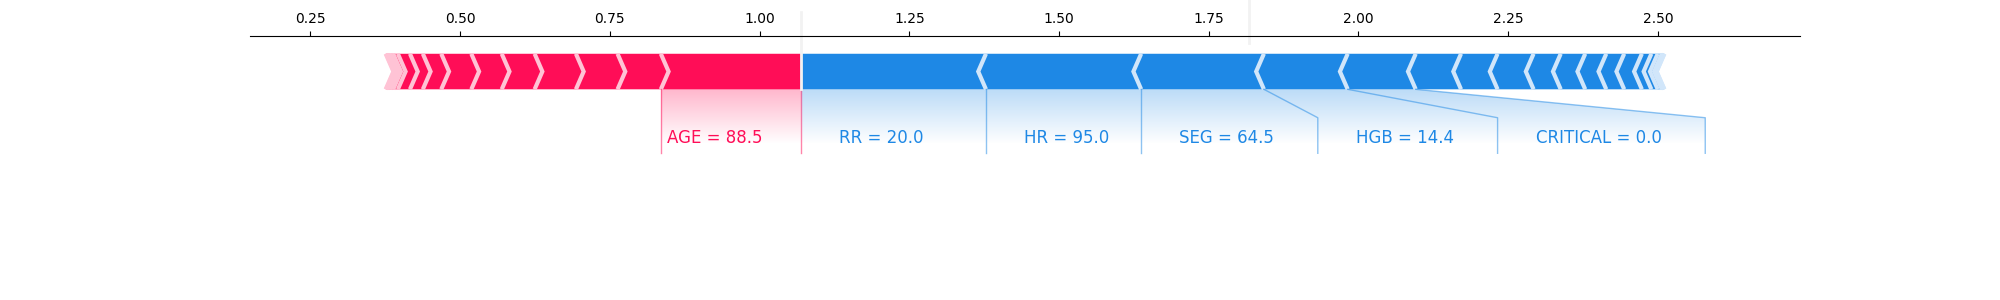 0.25 0.50 0.75 1.00 1.25 1.50 1.75 2.00 2.25 2.50
AGE = 88.5 RR = 20.0 HR = 95.0 SEG = 64.5 HGB = 14.4 CRITICAL = 0.0